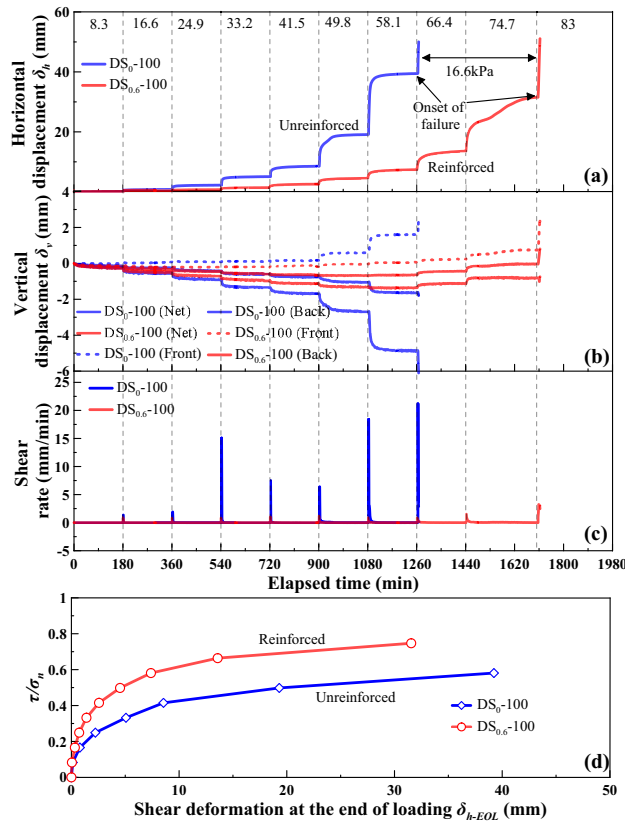 8.3 16.6 24.9 33.2 41.5 49.8 58.1 66.4 74.7 83
60
40
20
4
Horizontal
displacement δh (mm)
DS0-100
DS0.6-100
16.6kPa
Onset of
failure
Unreinforced
Reinforced
(a)
2
0
-2
-4
-6
Vertical
displacement δv (mm)
DS0-100 (Net) DS0-100 (Back)
DS0.6-100 (Net) DS0.6-100 (Front)
DS0-100 (Front) DS0.6-100 (Back)
(b)
25
20
15
10
5
0
-5
Shear
rate (mm/min)
DS0-100
DS0.6-100
(c)
0 180 360 540 720 900 1080 1260 1440 1620 1800 1980
Elapsed time (min)
1
0.8
0.6
0.4
0.2
0
τ/σn
Reinforced
Unreinforced
DS0-100
DS0.6-100
(d)
0 10 20 30 40 50
Shear deformation at the end of loading δh-EOL (mm)